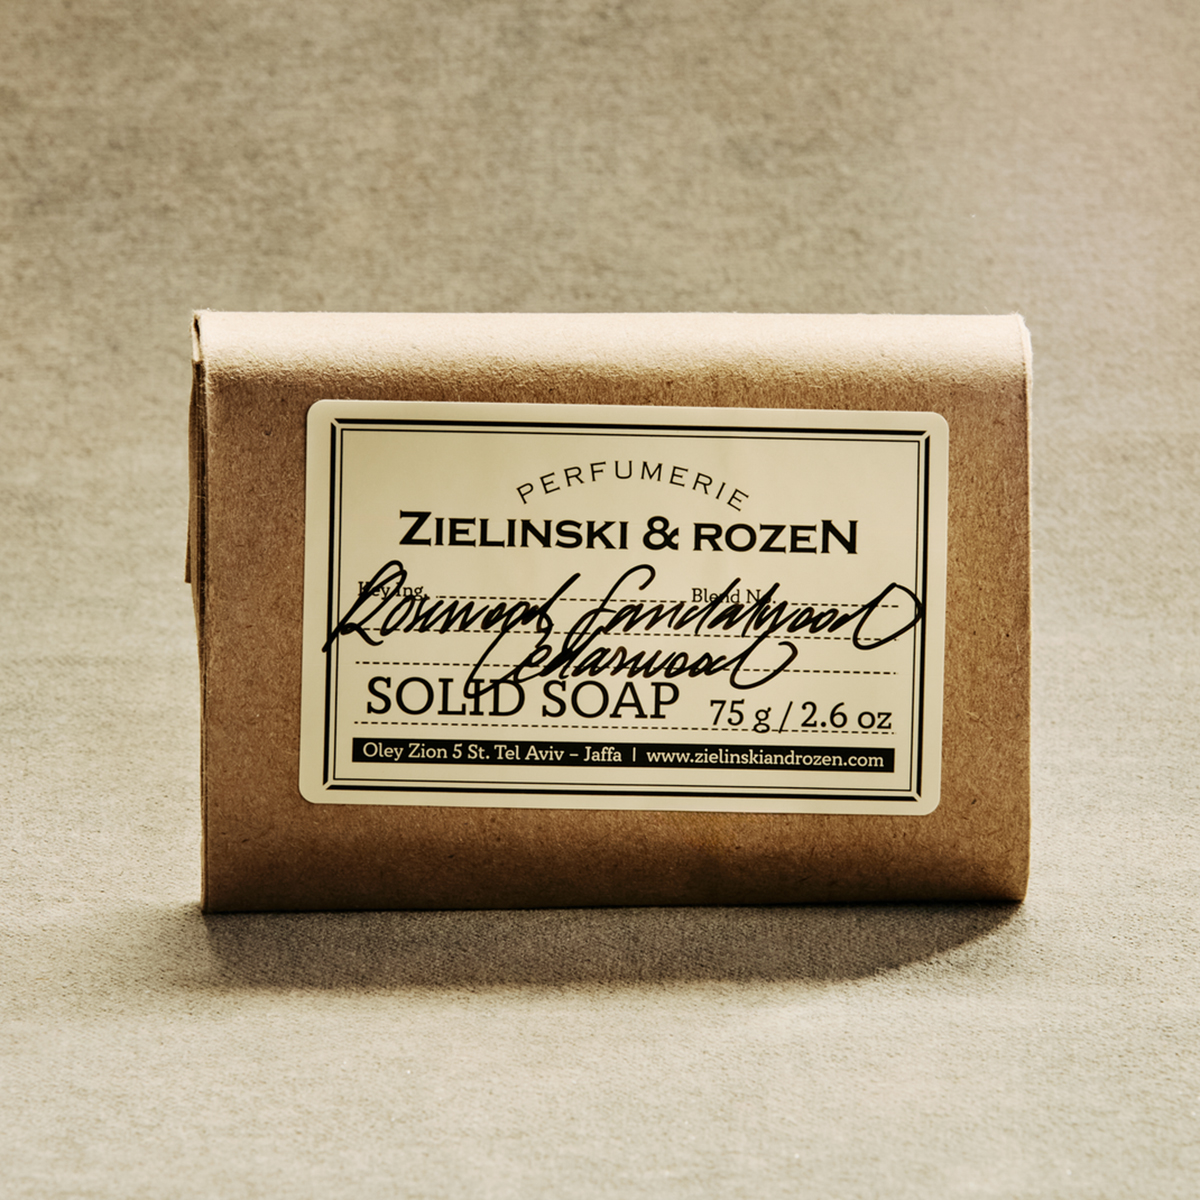 PERFUMERIE
ZIELINSKI & ROZEN
Key Ing. Blend No.
Rosewood Sandalwood
Cedarwood
SOLID SOAP 75 g / 2.6 oz
Oley Zion 5 St. Tel Aviv – Jaffa | www.zielinskiandrozen.com